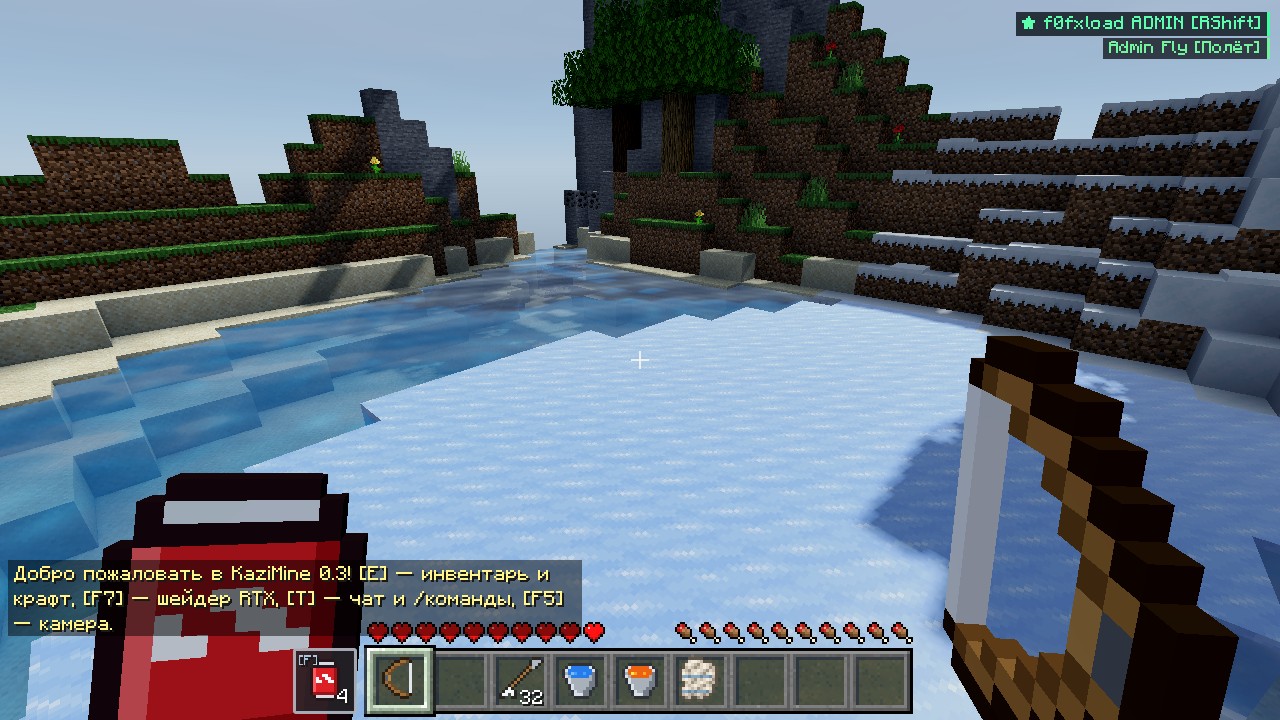 ★ f0fxload ADMIN [RShift]
Admin Fly [Полёт]
Добро пожаловать в KaziMine 0.3! [E] — инвентарь и
крафт, [F7] — шейдер RTX, [T] — чат и /команды, [F5]
— камера.
[F]
4
32